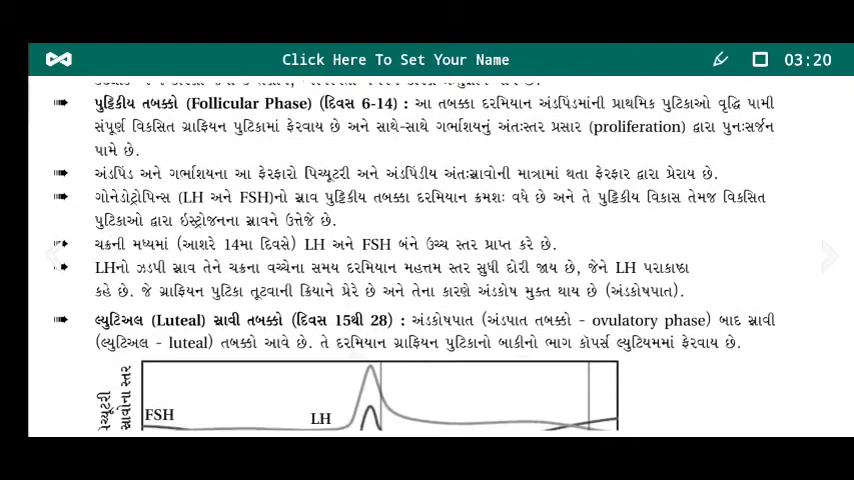 Click Here To Set Your Name
03:20
પુટ્ટિકીય તબક્કો (Follicular Phase) (દિવસ 6-14) : આ તબક્કા દરમિયાન અંડપિંડમાંની પ્રાથમિક પુટિકાઓ વૃદ્ધિ પામી
સંપૂર્ણ વિકસિત ગ્રાફિયન પુટિકામાં ફેરવાય છે અને સાથે-સાથે ગર્ભાશયનું અંતઃસ્તર પ્રસાર (proliferation) દ્વારા પુનઃસર્જન
પામે છે.
અંડપિંડ અને ગર્ભાશયના આ ફેરફારો પિચ્યૂટરી અને અંડપિંડીય અંતઃસ્રાવોની માત્રામાં થતા ફેરફાર દ્વારા પ્રેરાય છે.
ગોનેડોટ્રોપિન્સ (LH અને FSH)નો સ્રાવ પુટ્ટિકીય તબક્કા દરમિયાન ક્રમશઃ વધે છે અને તે પુટ્ટિકીય વિકાસ તેમજ વિકસિત
પુટિકાઓ દ્વારા ઇસ્ટ્રોજનના સ્રાવને ઉત્તેજે છે.
ચક્રની મધ્યમાં (આશરે 14મા દિવસે) LH અને FSH બંને ઉચ્ચ સ્તર પ્રાપ્ત કરે છે.
LHનો ઝડપી સ્રાવ તેને ચક્રના વચ્ચેના સમય દરમિયાન મહત્તમ સ્તર સુધી દોરી જાય છે, જેને LH પરાકાષ્ઠા
કહે છે. જે ગ્રાફિયન પુટિકા તૂટવાની ક્રિયાને પ્રેરે છે અને તેના કારણે અંડકોષ મુક્ત થાય છે (અંડકોષપાત).
લ્યુટિઅલ (Luteal) સ્રાવી તબક્કો (દિવસ 15થી 28) : અંડકોષપાત (અંડપાત તબક્કો - ovulatory phase) બાદ સ્રાવી
(લ્યુટિઅલ - luteal) તબક્કો આવે છે. તે દરમિયાન ગ્રાફિયન પુટિકાનો બાકીનો ભાગ કૉપર્સ લ્યુટિયમમાં ફેરવાય છે.
પિચ્યૂટરી
સ્રાવોના સ્તર
FSH
LH